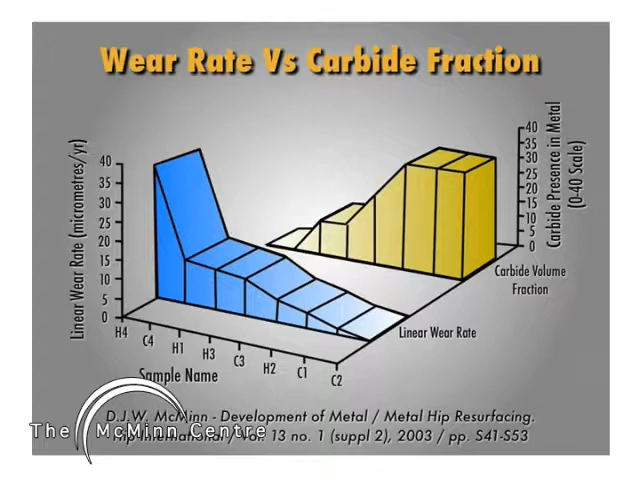 Wear Rate Vs Carbide Fraction
Linear Wear Rate (micrometres/yr)
40
35
30
25
20
15
10
5
0
H4
C4
H1
H3
C3
H2
C1
C2
Sample Name
Linear Wear Rate
Carbide Volume
Fraction
40
35
30
25
20
15
10
5
0
Carbide Presence in Metal
(0-40 Scale)
D.J.W. McMinn - Development of Metal / Metal Hip Resurfacing.
Hip International / Vol. 13 no. 1 (suppl 2), 2003 / pp. S41-S53
The McMinn Centre